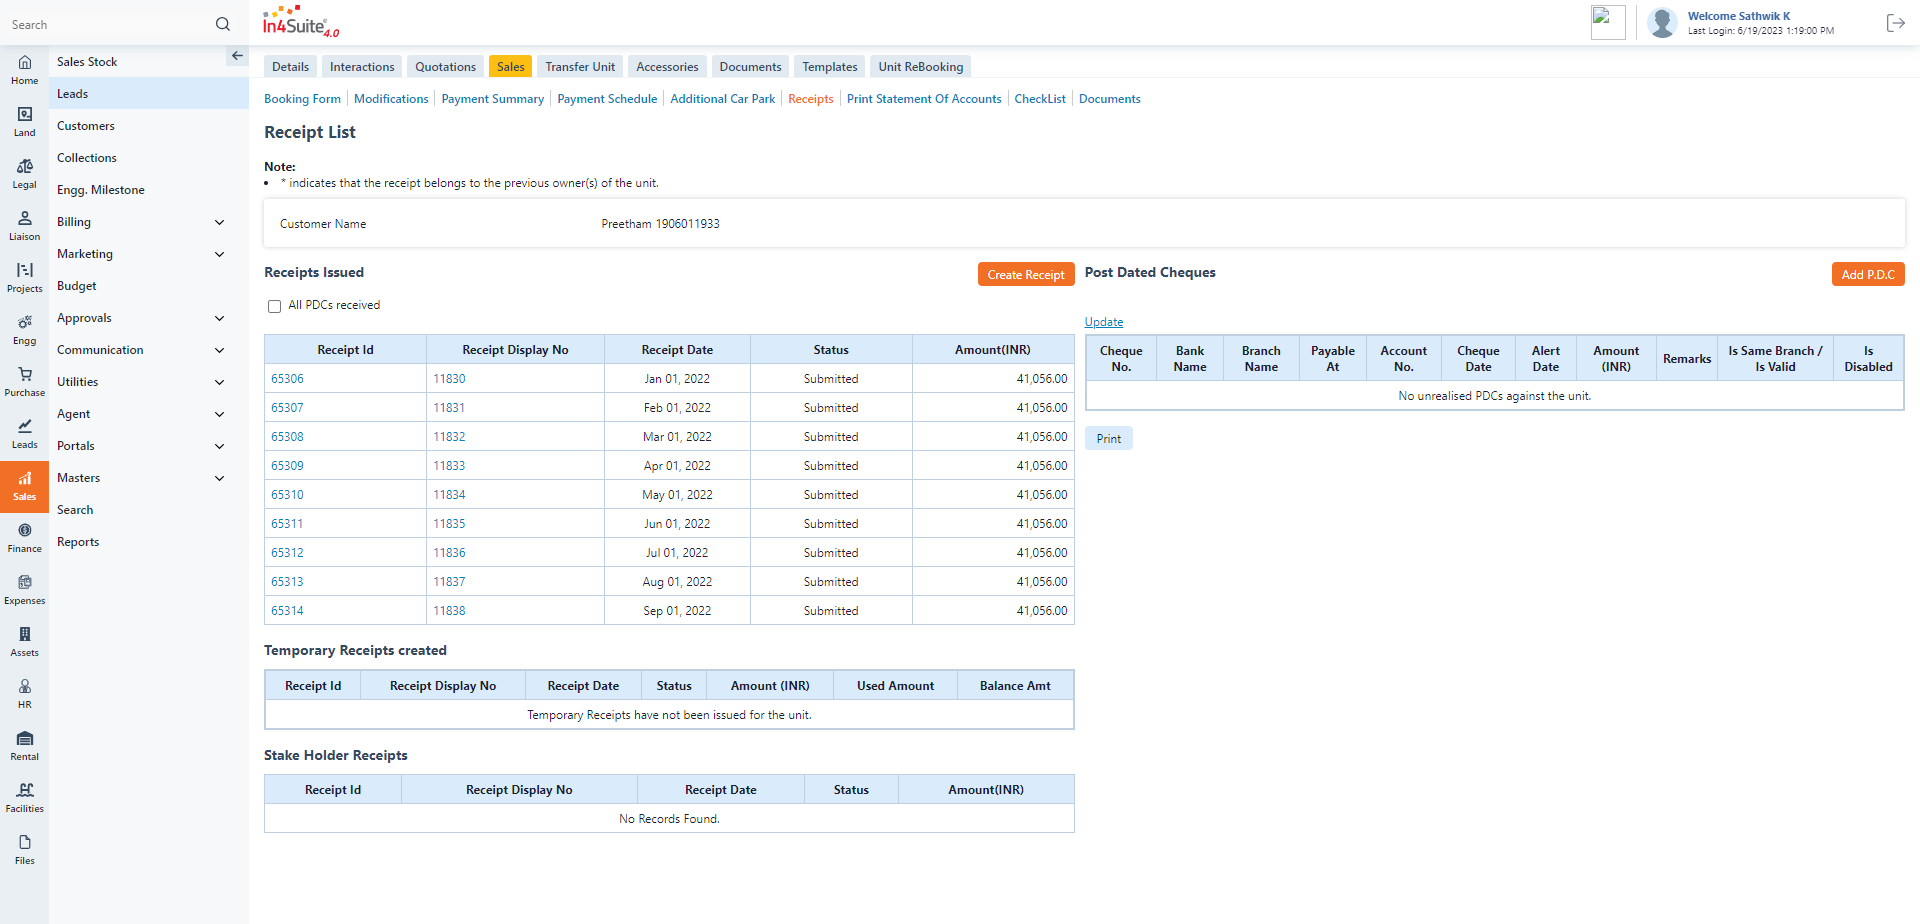 Search
In4Suite® 4.0
Welcome Sathwik K
Last Login: 6/19/2023 1:19:00 PM
Home
Land
Legal
Liaison
Projects
Engg
Purchase
Leads
Sales
Finance
Expenses
Assets
HR
Rental
Facilities
Files
Sales Stock
Leads
Customers
Collections
Engg. Milestone
Billing
Marketing
Budget
Approvals
Communication
Utilities
Agent
Portals
Masters
Search
Reports
Details Interactions Quotations Sales Transfer Unit Accessories Documents Templates Unit ReBooking
Booking Form Modifications Payment Summary Payment Schedule Additional Car Park Receipts Print Statement Of Accounts CheckList Documents
Receipt List
Note:
• * indicates that the receipt belongs to the previous owner(s) of the unit.
Customer Name Preetham 1906011933
Receipts Issued Create Receipt
All PDCs received
Receipt Id Receipt Display No Receipt Date Status Amount(INR)
65306 11830 Jan 01, 2022 Submitted 41,056.00
65307 11831 Feb 01, 2022 Submitted 41,056.00
65308 11832 Mar 01, 2022 Submitted 41,056.00
65309 11833 Apr 01, 2022 Submitted 41,056.00
65310 11834 May 01, 2022 Submitted 41,056.00
65311 11835 Jun 01, 2022 Submitted 41,056.00
65312 11836 Jul 01, 2022 Submitted 41,056.00
65313 11837 Aug 01, 2022 Submitted 41,056.00
65314 11838 Sep 01, 2022 Submitted 41,056.00
Temporary Receipts created
Receipt Id Receipt Display No Receipt Date Status Amount (INR) Used Amount Balance Amt
Temporary Receipts have not been issued for the unit.
Stake Holder Receipts
Receipt Id Receipt Display No Receipt Date Status Amount(INR)
No Records Found.
Post Dated Cheques Add P.D.C
Update
Cheque Bank Branch Payable Account Cheque Alert Amount Remarks Is Same Branch / Is
No. Name Name At No. Date Date (INR) Is Valid Disabled
No unrealised PDCs against the unit.
Print